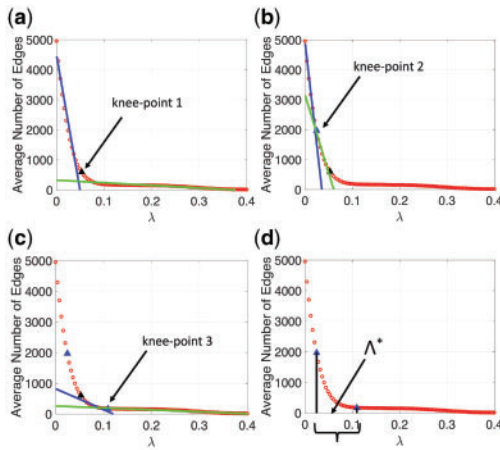 (a)
Average Number of Edges
5000
4000
3000
2000
1000
0
knee-point 1
0 0.1 0.2 0.3 0.4
λ
(b)
Average Number of Edges
5000
4000
3000
2000
1000
0
knee-point 2
0 0.1 0.2 0.3 0.4
λ
(c)
Average Number of Edges
5000
4000
3000
2000
1000
0
knee-point 3
0 0.1 0.2 0.3 0.4
λ
(d)
Average Number of Edges
5000
4000
3000
2000
1000
0
Λ*
0 0.1 0.2 0.3 0.4
λ